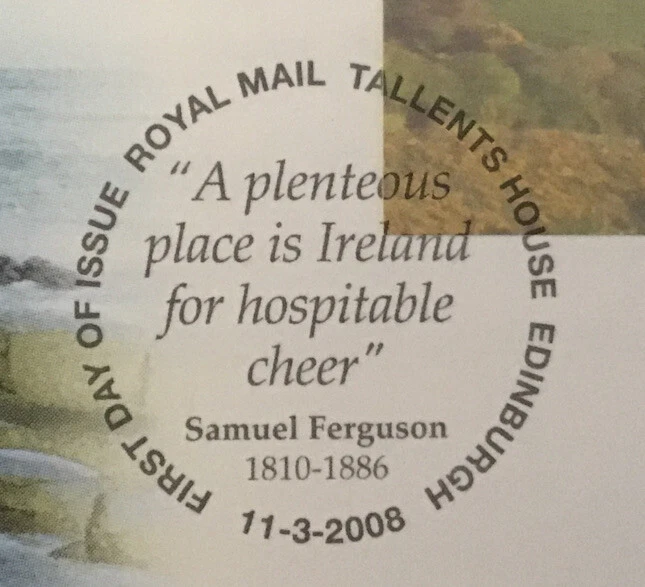 FIRST DAY OF ISSUE ROYAL MAIL TALLENTS HOUSE EDINBURGH
"A plenteous
place is Ireland
for hospitable
cheer"
Samuel Ferguson
1810-1886
11-3-2008